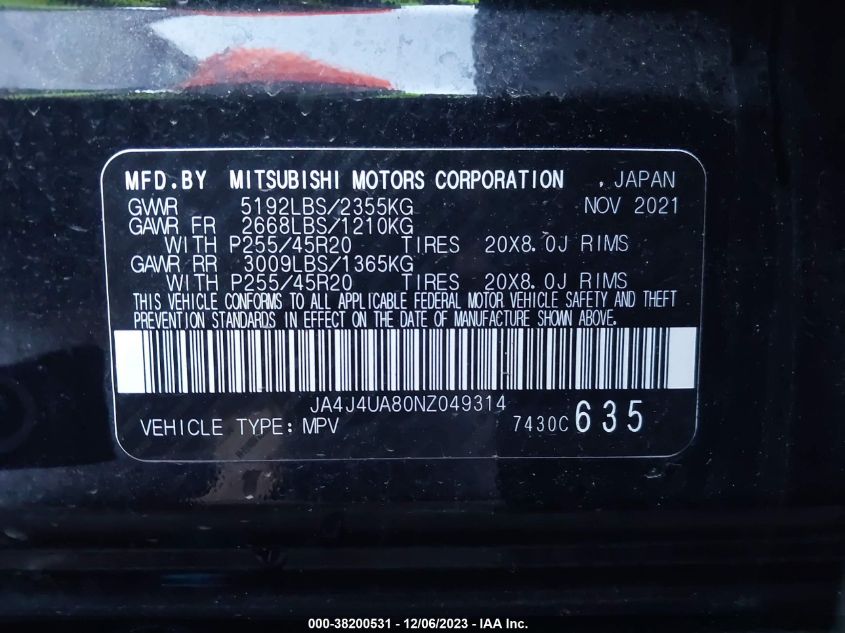 MFD.BY MITSUBISHI MOTORS CORPORATION , JAPAN
GVWR 5192LBS/2355KG NOV 2021
GAWR FR 2668LBS/1210KG
WITH P255/45R20 TIRES 20X8.0J RIMS
GAWR RR 3009LBS/1365KG
WITH P255/45R20 TIRES 20X8.0J RIMS
THIS VEHICLE CONFORMS TO ALL APPLICABLE FEDERAL MOTOR VEHICLE SAFETY AND THEFT
PREVENTION STANDARDS IN EFFECT ON THE DATE OF MANUFACTURE SHOWN ABOVE.
JA4J4UA80NZ049314
VEHICLE TYPE: MPV 7430C 635
000-38200531 - 12/06/2023 - IAA Inc.